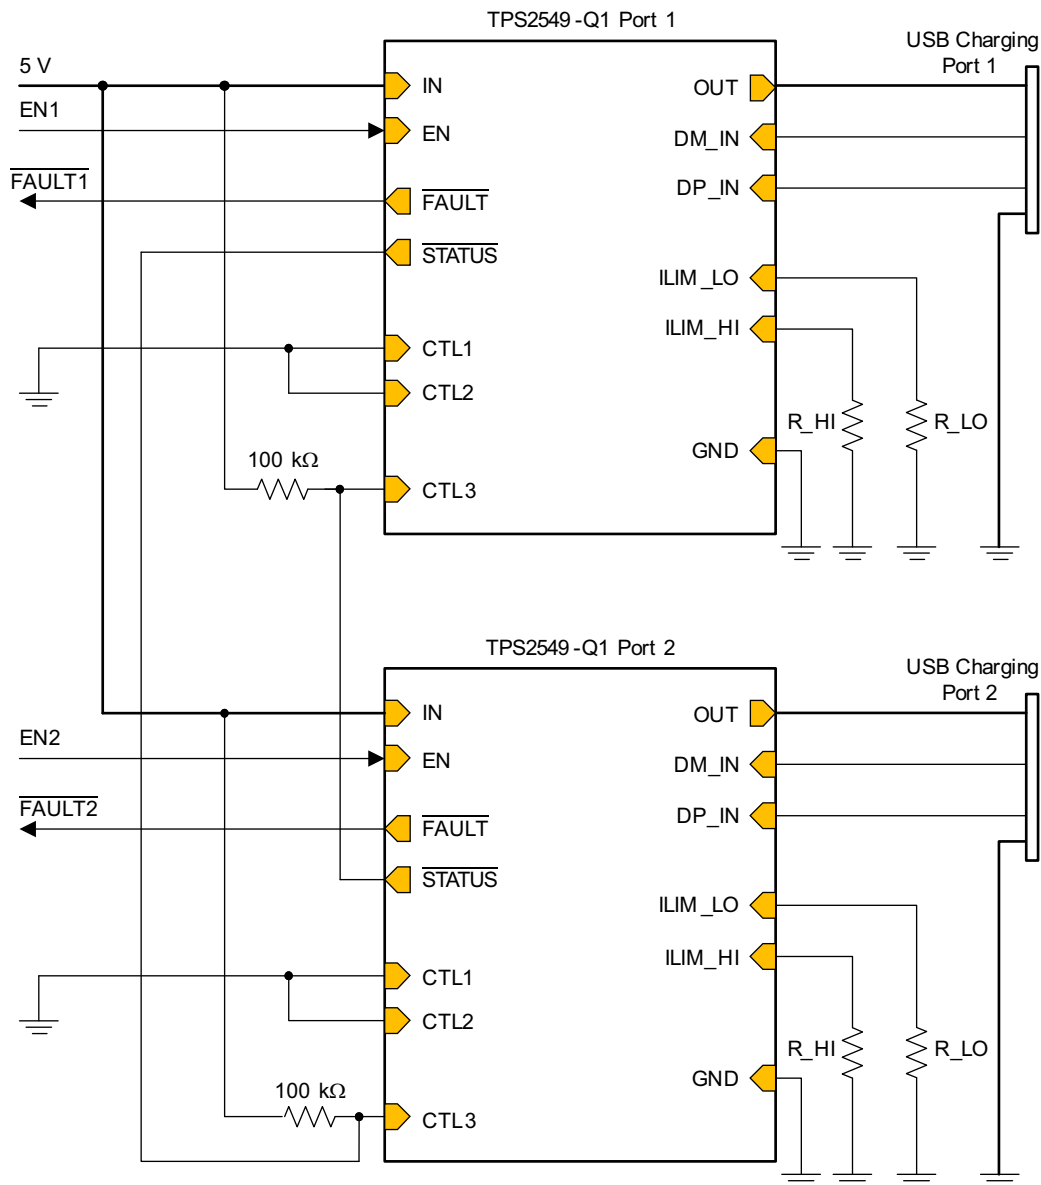 TPS2549-Q1 Port 1
USB Charging
Port 1
5 V
EN1
FAULT1
IN
EN
FAULT
STATUS
CTL1
CTL2
100 kΩ
CTL3
OUT
DM_IN
DP_IN
ILIM_LO
ILIM_HI
R_HI
R_LO
GND
TPS2549-Q1 Port 2
USB Charging
Port 2
EN2
FAULT2
IN
EN
FAULT
STATUS
CTL1
CTL2
100 kΩ
CTL3
OUT
DM_IN
DP_IN
ILIM_LO
ILIM_HI
R_HI
R_LO
GND